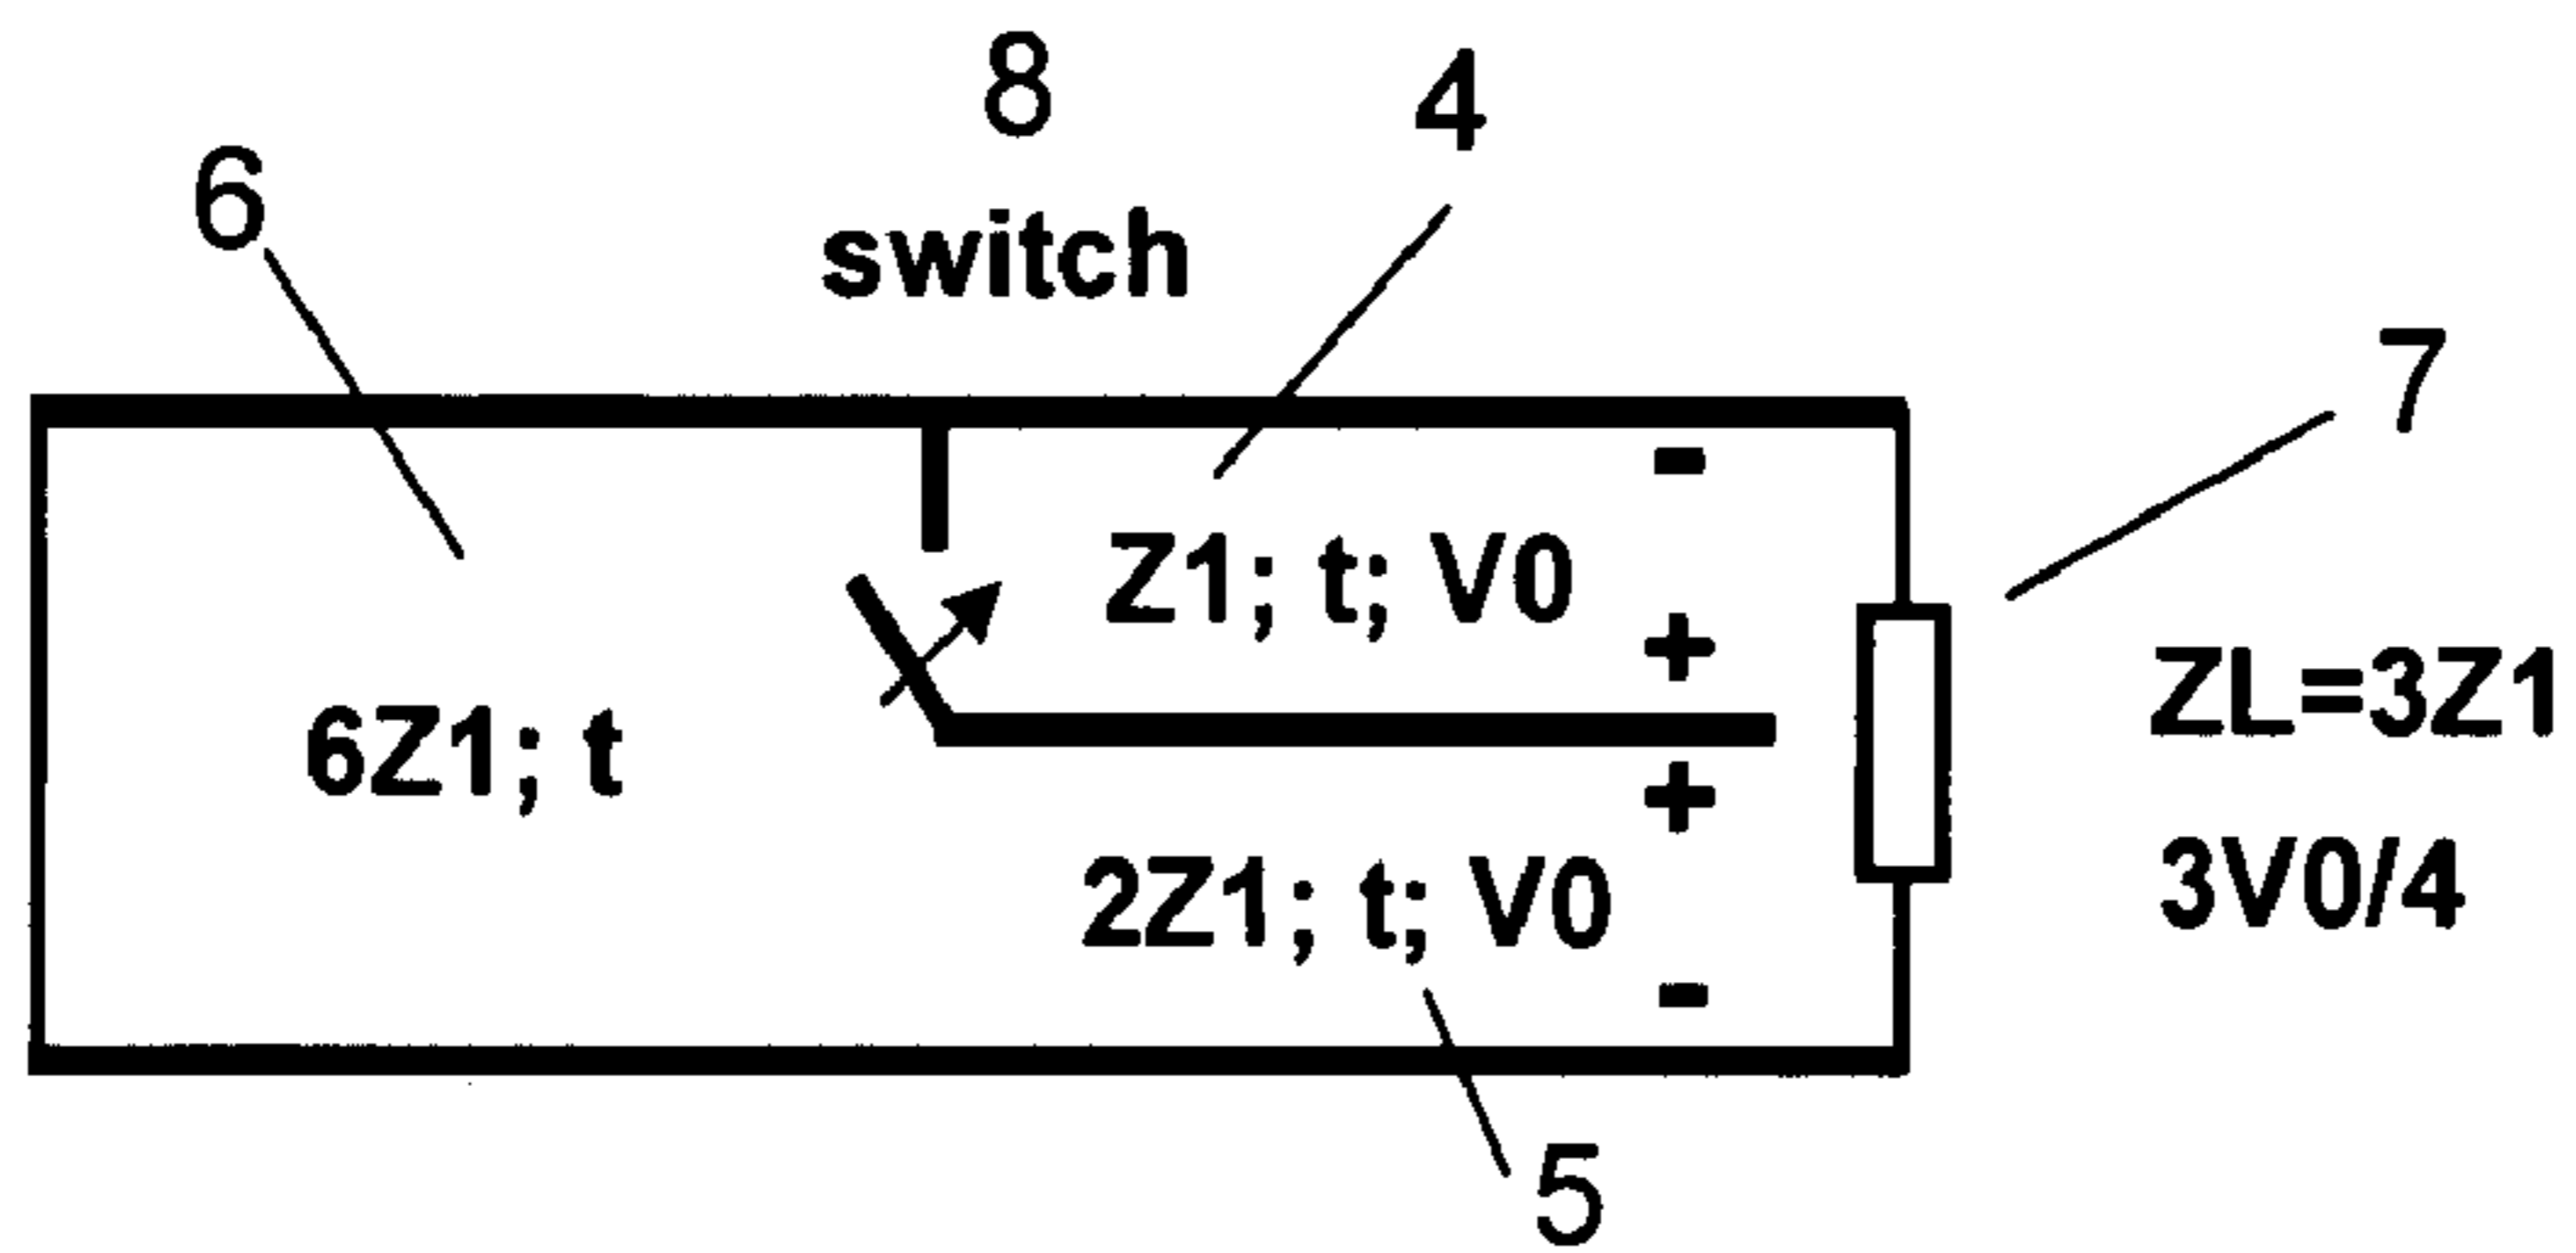 8
switch
4
6
7
Z1; t; V0
-
+
6Z1; t
ZL=3Z1
+
2Z1; t; V0
3V0/4
-
5